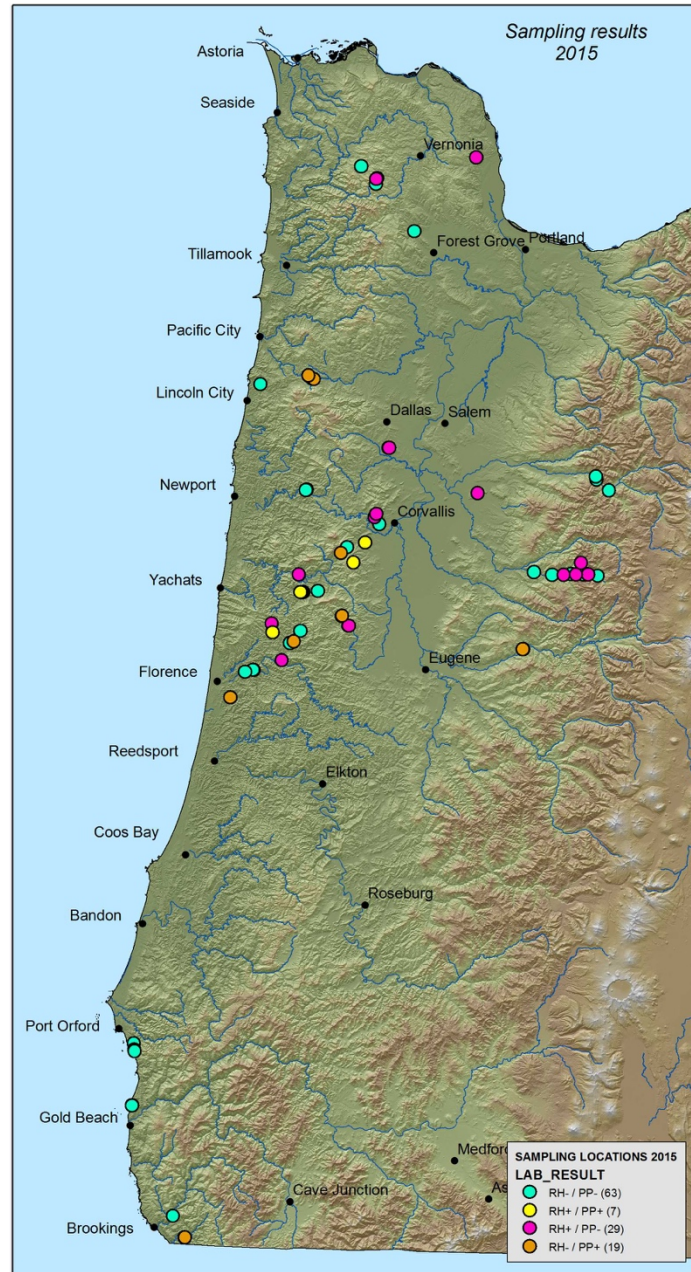 Sampling results
2015
Astoria
Seaside
Vernonia
Forest Grove
Portland
Tillamook
Pacific City
Lincoln City
Dallas
Salem
Newport
Corvallis
Yachats
Eugene
Florence
Reedsport
Elkton
Coos Bay
Roseburg
Bandon
Port Orford
Gold Beach
Medford
As
Cave Junction
Brookings
SAMPLING LOCATIONS 2015
LAB_RESULT
RH- / PP- (63)
RH+ / PP+ (7)
RH+ / PP- (29)
RH- / PP+ (19)